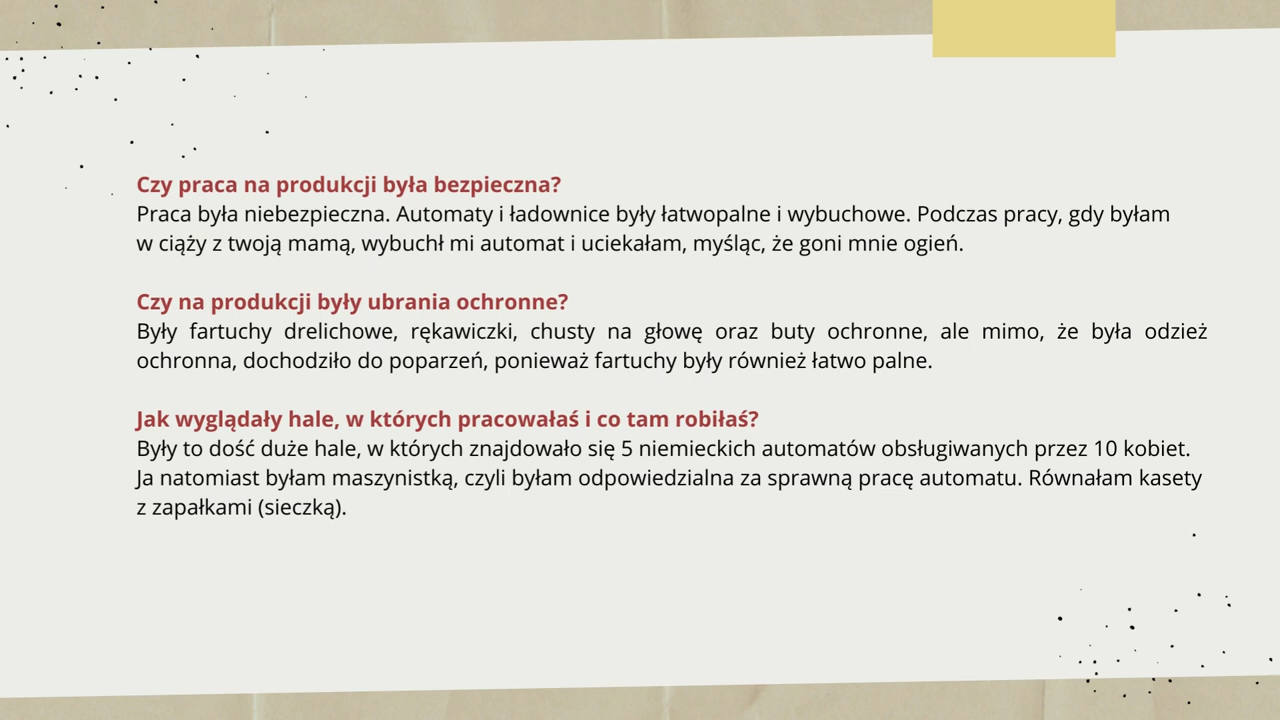 Czy praca na produkcji była bezpieczna?
Praca była niebezpieczna. Automaty i ładownice były łatwopalne i wybuchowe. Podczas pracy, gdy byłam
w ciąży z twoją mamą, wybuchł mi automat i uciekałam, myśląc, że goni mnie ogień.
Czy na produkcji były ubrania ochronne?
Były fartuchy drelichowe, rękawiczki, chusty na głowę oraz buty ochronne, ale mimo, że była odzież
ochronna, dochodziło do poparzeń, ponieważ fartuchy były również łatwo palne.
Jak wyglądały hale, w których pracowałaś i co tam robiłaś?
Były to dość duże hale, w których znajdowało się 5 niemieckich automatów obsługiwanych przez 10 kobiet.
Ja natomiast byłam maszynistką, czyli byłam odpowiedzialna za sprawną pracę automatu. Równałam kasety
z zapałkami (sieczką).